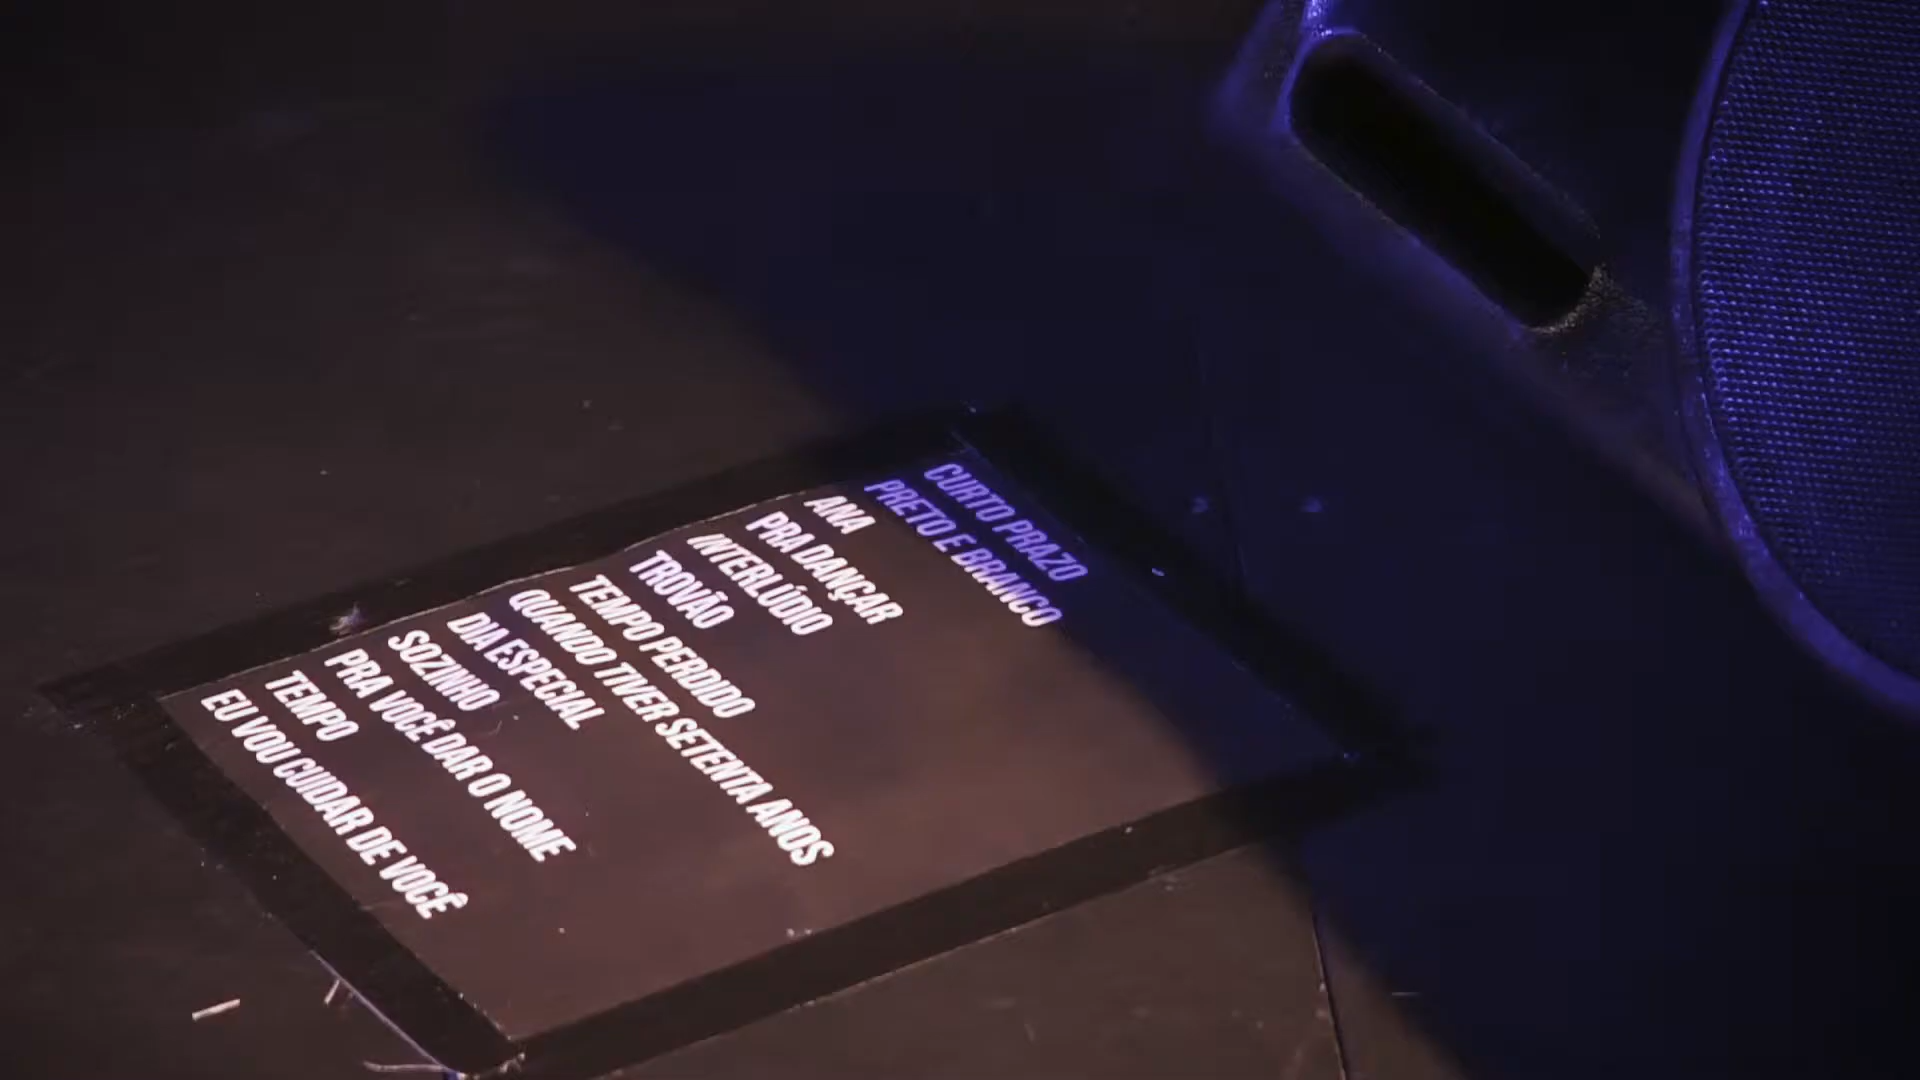 CURTO PRAZO
PRETO E BRANCO
ANA
PRA DANÇAR
INTERLÚDIO
TROVÃO
TEMPO PERDIDO
QUANDO TIVER SETENTA ANOS
DIA ESPECIAL
SOZINHO
PRA VOCÊ DAR O NOME
TEMPO
EU VOU CUIDAR DE VOCÊ